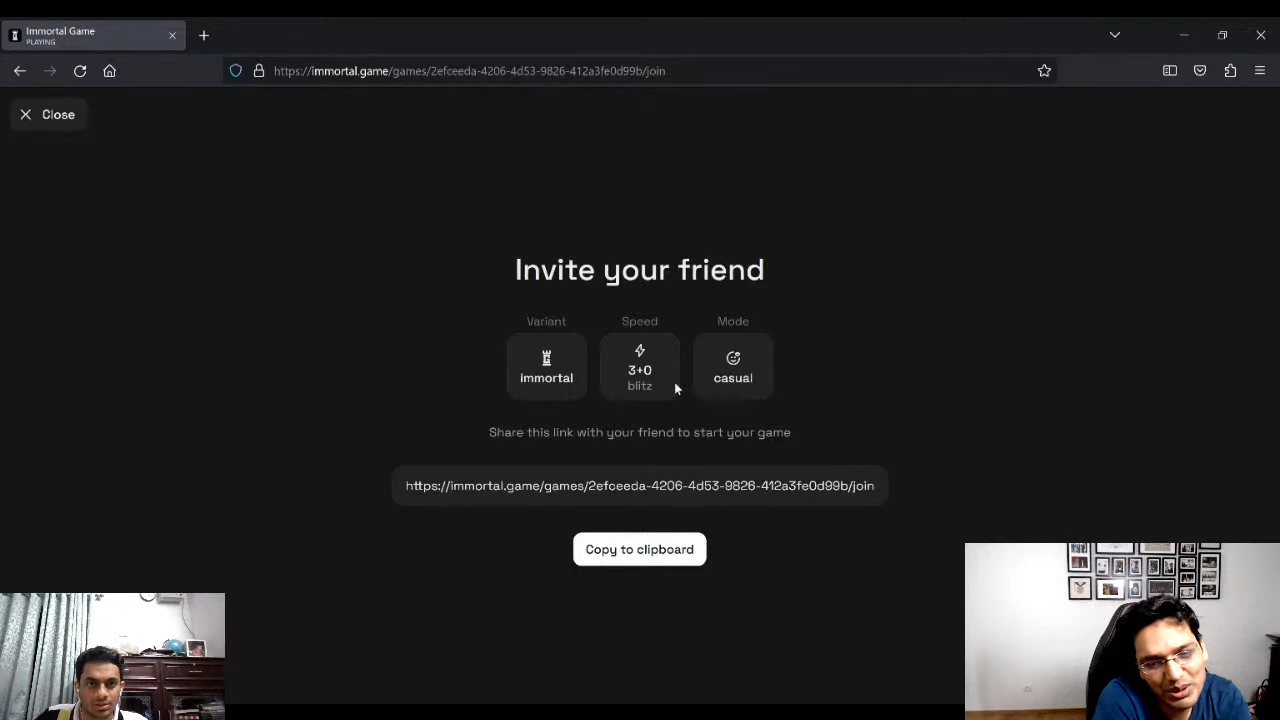 Immortal Game
PLAYING
https://immortal.game/games/2efceeda-4206-4d53-9826-412a3fe0d99b/join
Close
Invite your friend
Variant
Speed
Mode
immortal
3+0
blitz
casual
Share this link with your friend to start your game
https://immortal.game/games/2efceeda-4206-4d53-9826-412a3fe0d99b/join
Copy to clipboard